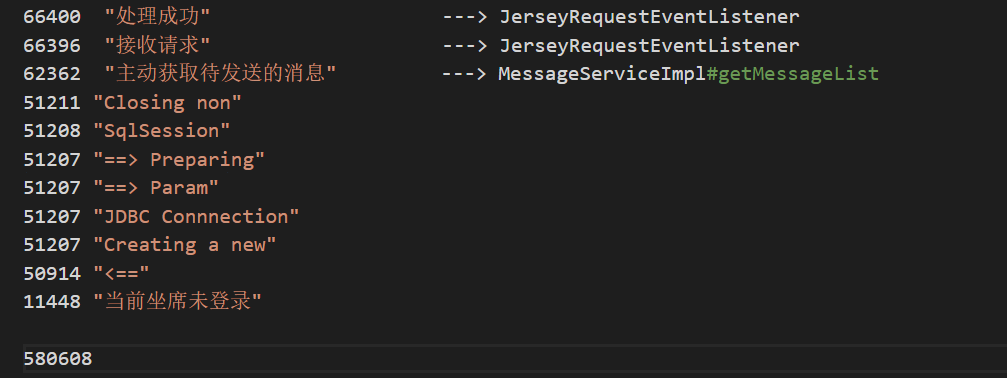 66400 "处理成功" ---> JerseyRequestEventListener
66396 "接收请求" ---> JerseyRequestEventListener
62362 "主动获取待发送的消息" ---> MessageServiceImpl#getMessageList
51211 "Closing non"
51208 "SqlSession"
51207 "==> Preparing"
51207 "==> Param"
51207 "JDBC Connnection"
51207 "Creating a new"
50914 "<=="
11448 "当前坐席未登录"
580608